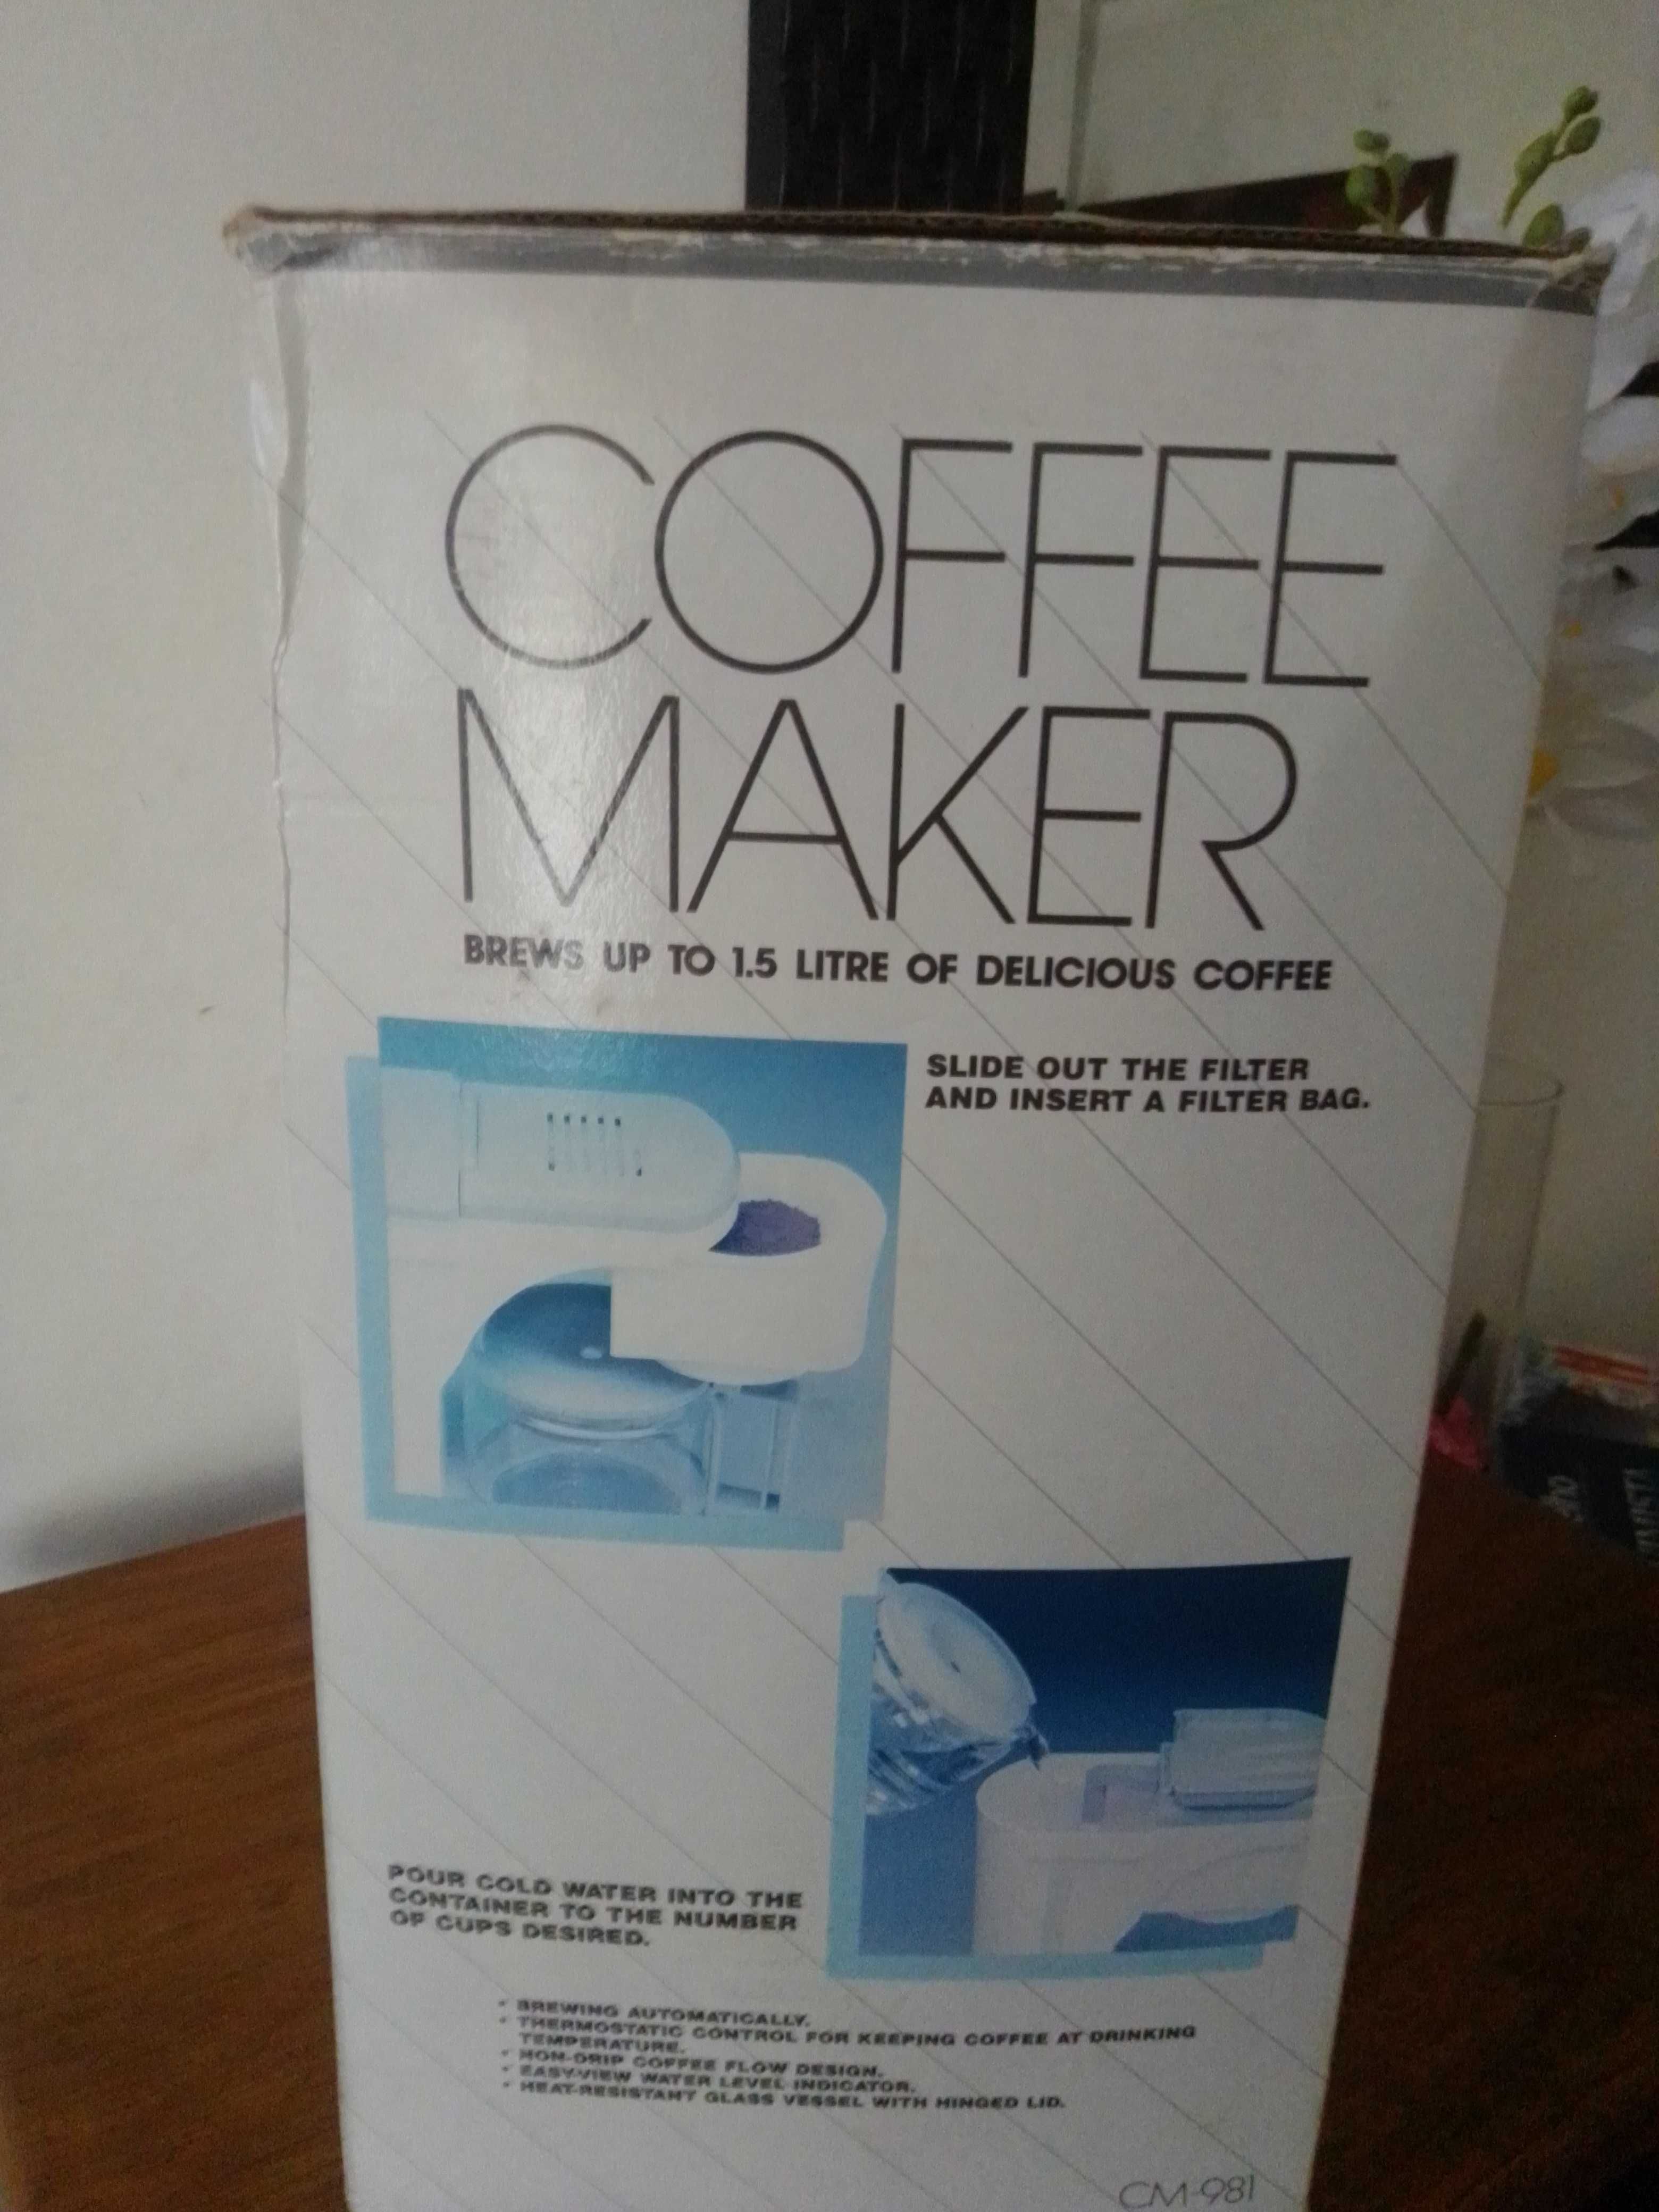 COFFEE
MAKER
BREWS UP TO 1.5 LITRE OF DELICIOUS COFFEE
SLIDE OUT THE FILTER
AND INSERT A FILTER BAG.
POUR COLD WATER INTO THE
CONTAINER TO THE NUMBER
OF CUPS DESIRED.
* BREWING AUTOMATICALLY.
* THERMOSTATIC CONTROL FOR KEEPING COFFEE AT DRINKING
TEMPERATURE.
* NON-DRIP COFFEE FLOW DESIGN.
* EASY-VIEW WATER LEVEL INDICATOR.
* HEAT-RESISTANT GLASS VESSEL WITH HINGED LID.
CM-981